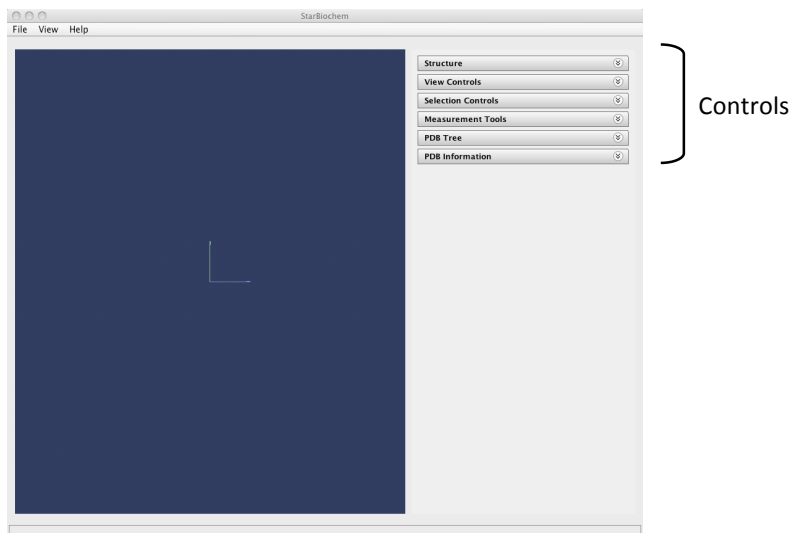 StarBiochem
File View Help
Structure
View Controls
Selection Controls
Measurement Tools
PDB Tree
PDB Information
Controls